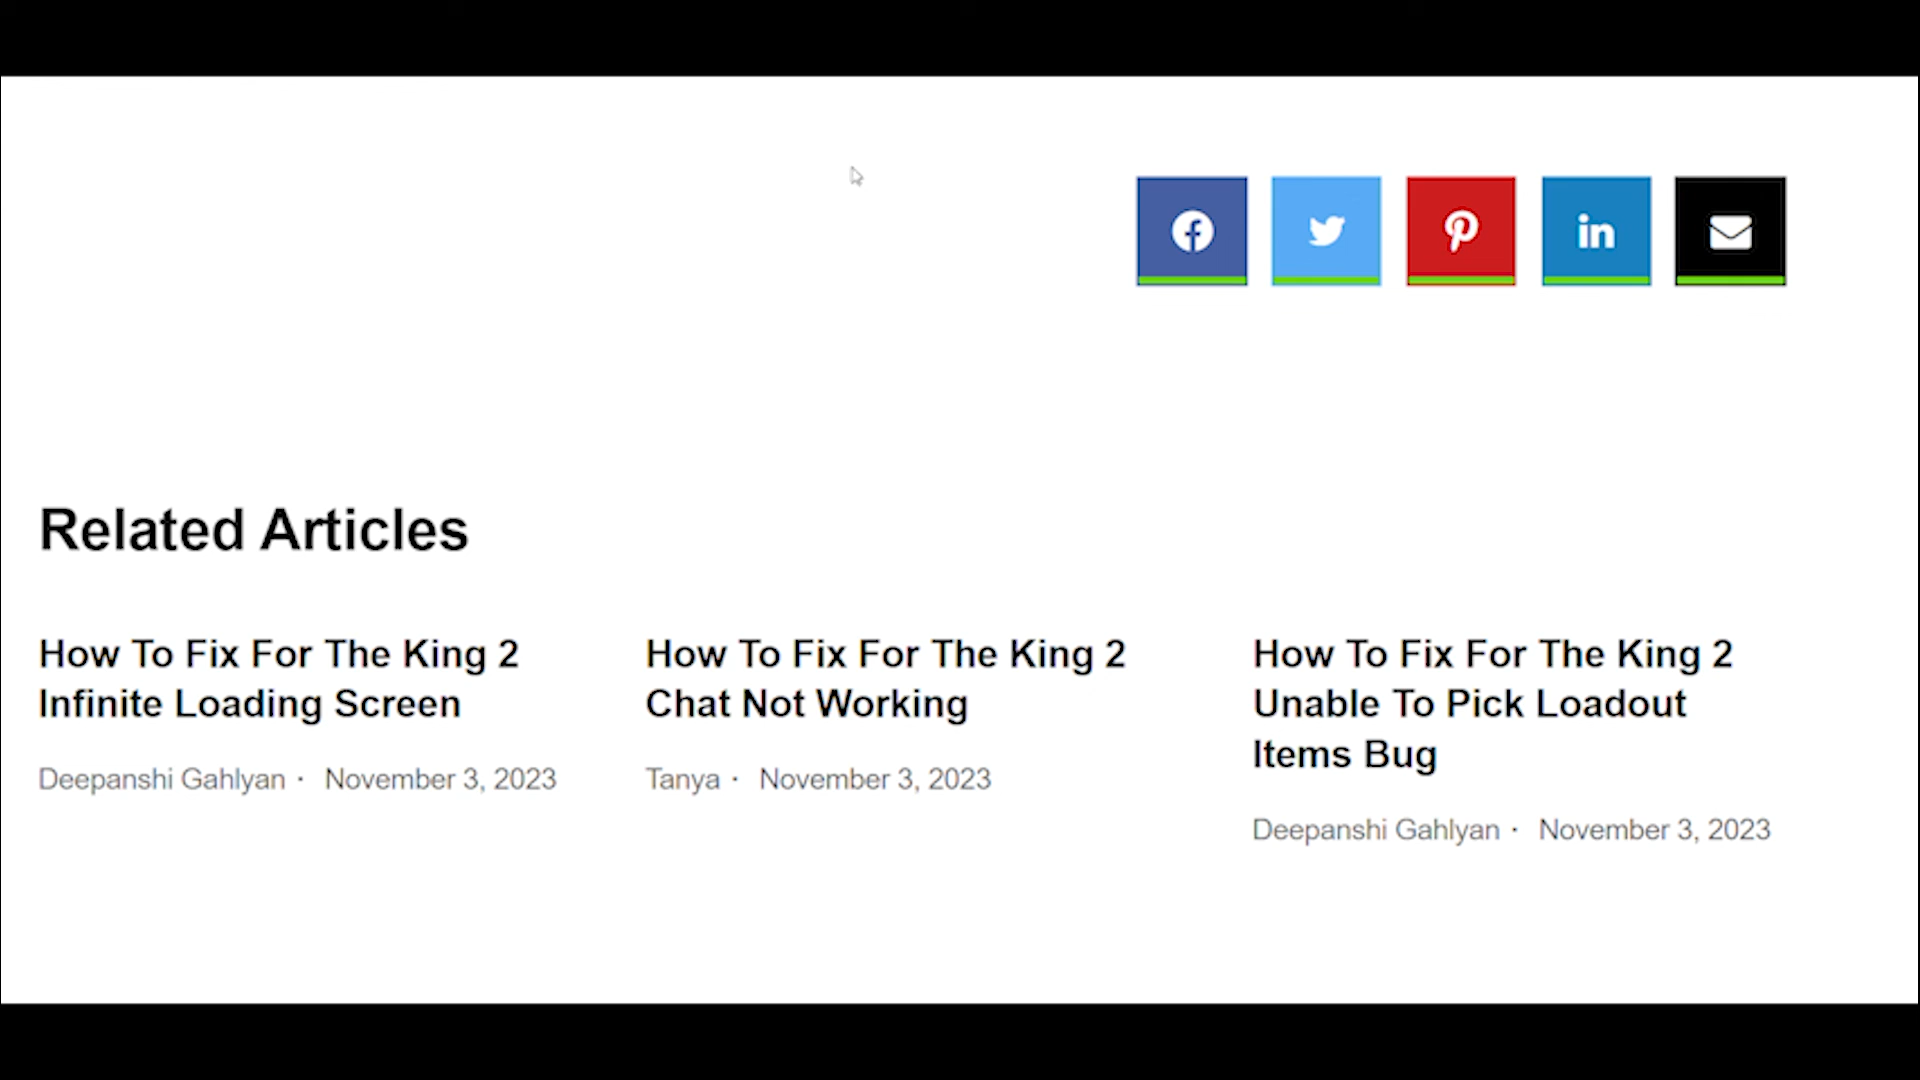 Related Articles
How To Fix For The King 2
Infinite Loading Screen
Deepanshi Gahlyan · November 3, 2023
How To Fix For The King 2
Chat Not Working
Tanya · November 3, 2023
How To Fix For The King 2
Unable To Pick Loadout
Items Bug
Deepanshi Gahlyan · November 3, 2023